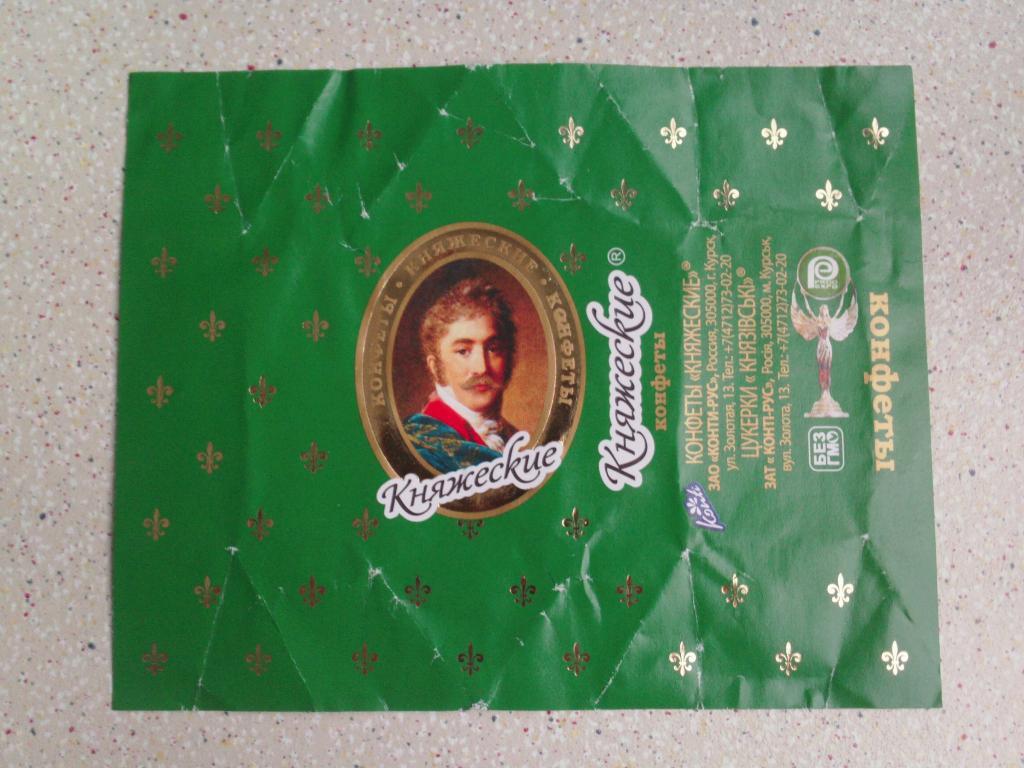 КОНФЕТЫ • КНЯЖЕСКИЕ • КОНФЕТЫ
Княжеские
Княжеские ®
конфеты
КОНФЕТЫ «КНЯЖЕСКИЕ»®
ЗАО «КОНТИ-РУС», Россия, 305000, г. Курск,
ул. Золотая, 13. Тел.: +7(4712)73-02-20
ЦУКЕРКИ « КНЯЗІВСЬКІ»®
ЗАТ « КОНТІ-РУС», Росія, 305000, м. Курськ,
вул. Золота, 13. Тел.: +7(4712)73-02-20
Конті
БЕЗ
ГМО
конфеты